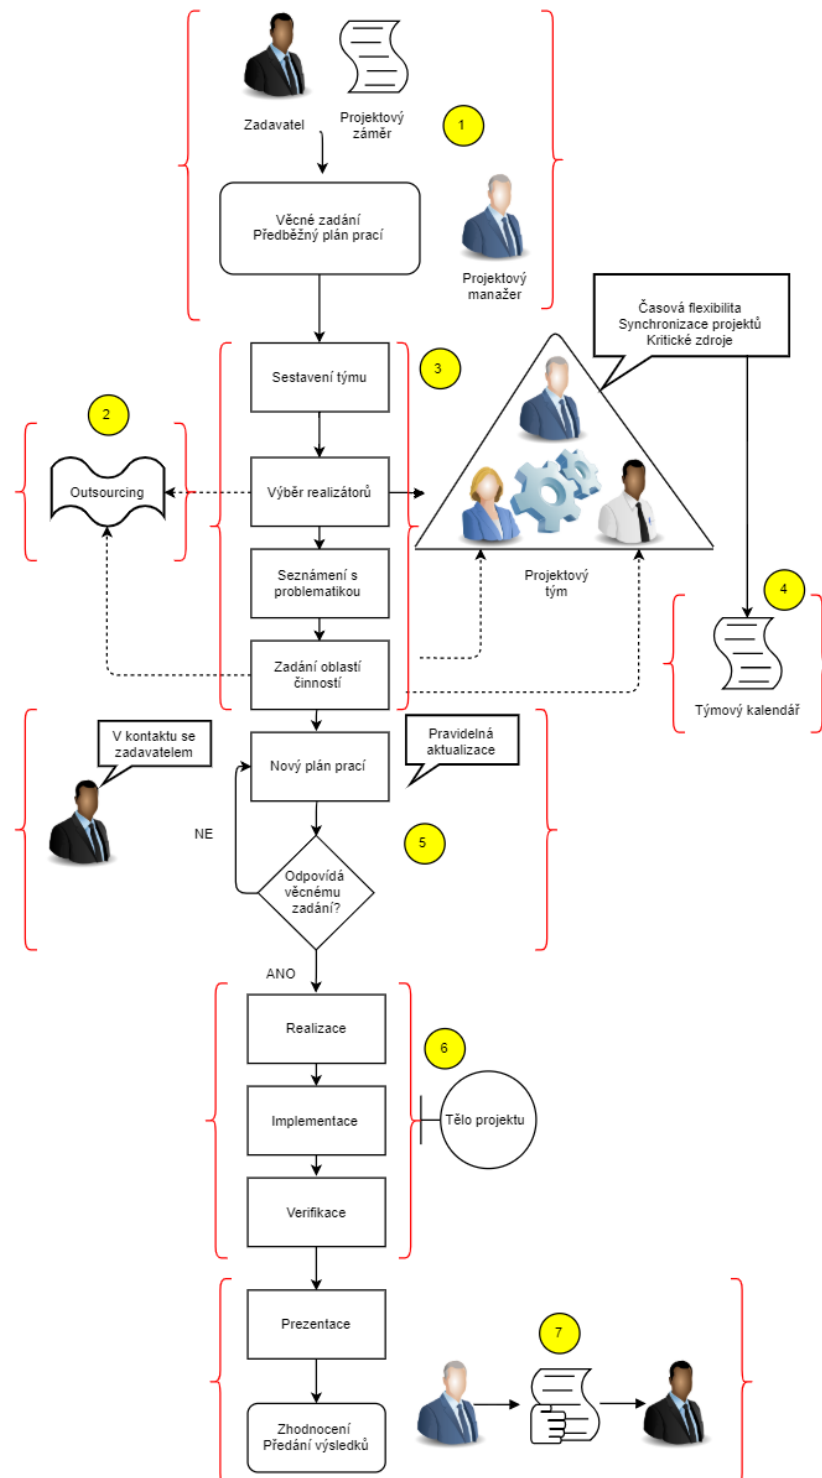 Zadavatel
Projektový
záměr
1
Věcné zadání
Předběžný plán prací
Projektový
manažer
Časová flexibilita
Synchronizace projektů
Kritické zdroje
Sestavení týmu
3
2
Outsourcing
Výběr realizátorů
Projektový
tým
Seznámení s
problematikou
4
Zadání oblastí
činností
Týmový kalendář
V kontaktu se
zadavatelem
Nový plán prací
Pravidelná
aktualizace
NE
5
Odpovídá
věcnému
zadání?
ANO
Realizace
6
Implementace
Tělo projektu
Verifikace
Prezentace
7
Zhodnocení
Předání výsledků